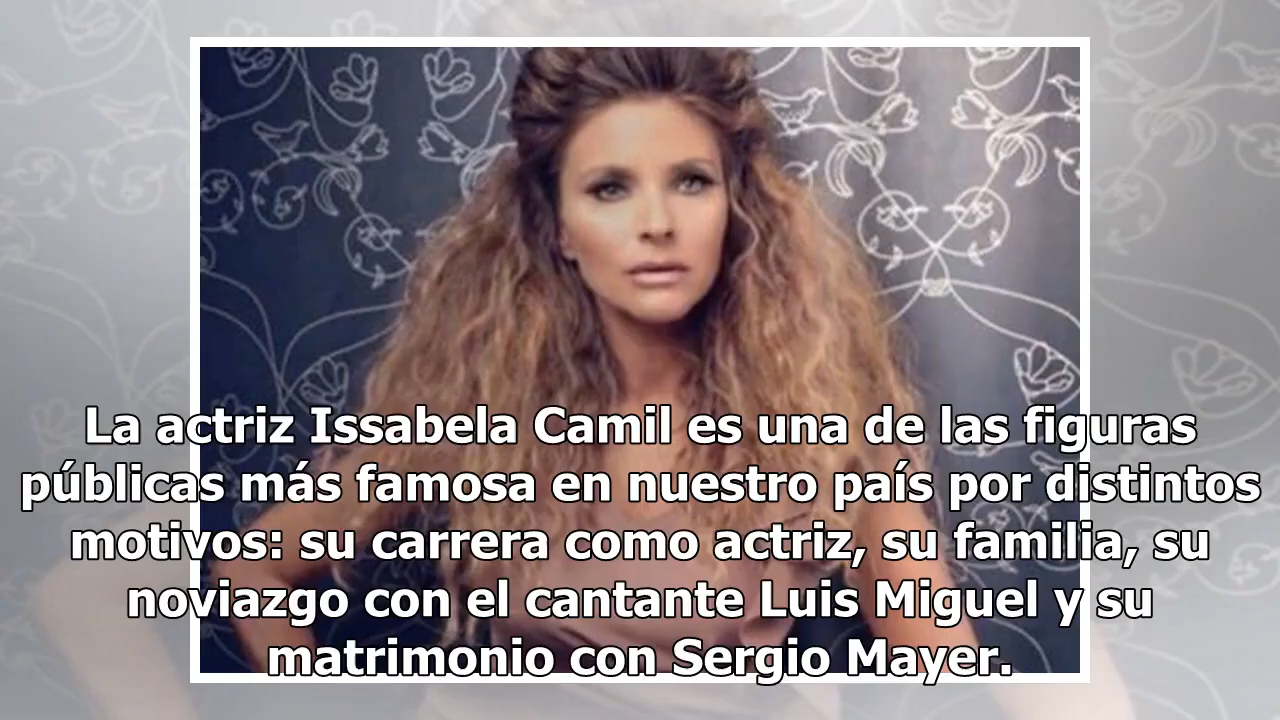 La actriz Issabela Camil es una de las figuras
públicas más famosa en nuestro país por distintos
motivos: su carrera como actriz, su familia, su
noviazgo con el cantante Luis Miguel y su
matrimonio con Sergio Mayer.